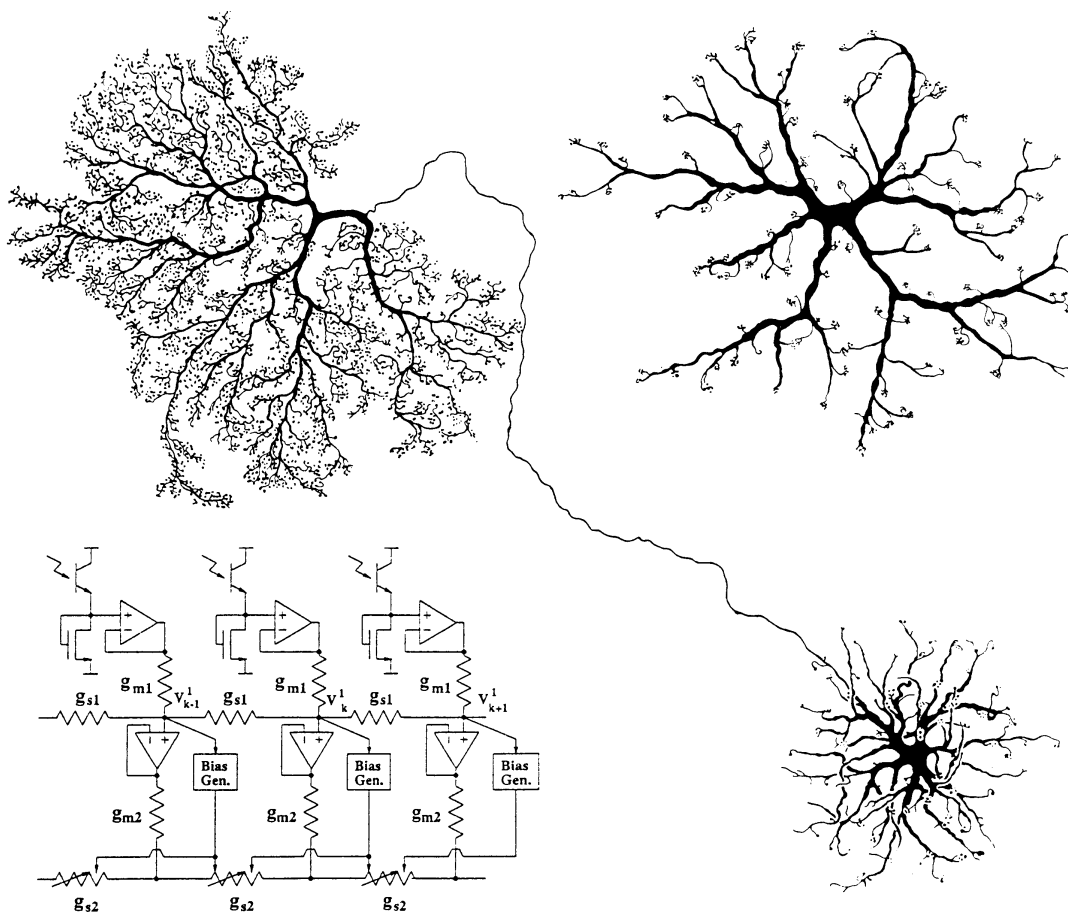 +
−
+
−
+
−
g_m1
g_m1
g_m1
g_s1
V^1_k-1
g_s1
V^1_k
g_s1
V^1_k+1
− +
− +
− +
Bias
Gen.
Bias
Gen.
Bias
Gen.
g_m2
g_m2
g_m2
g_s2
g_s2
g_s2